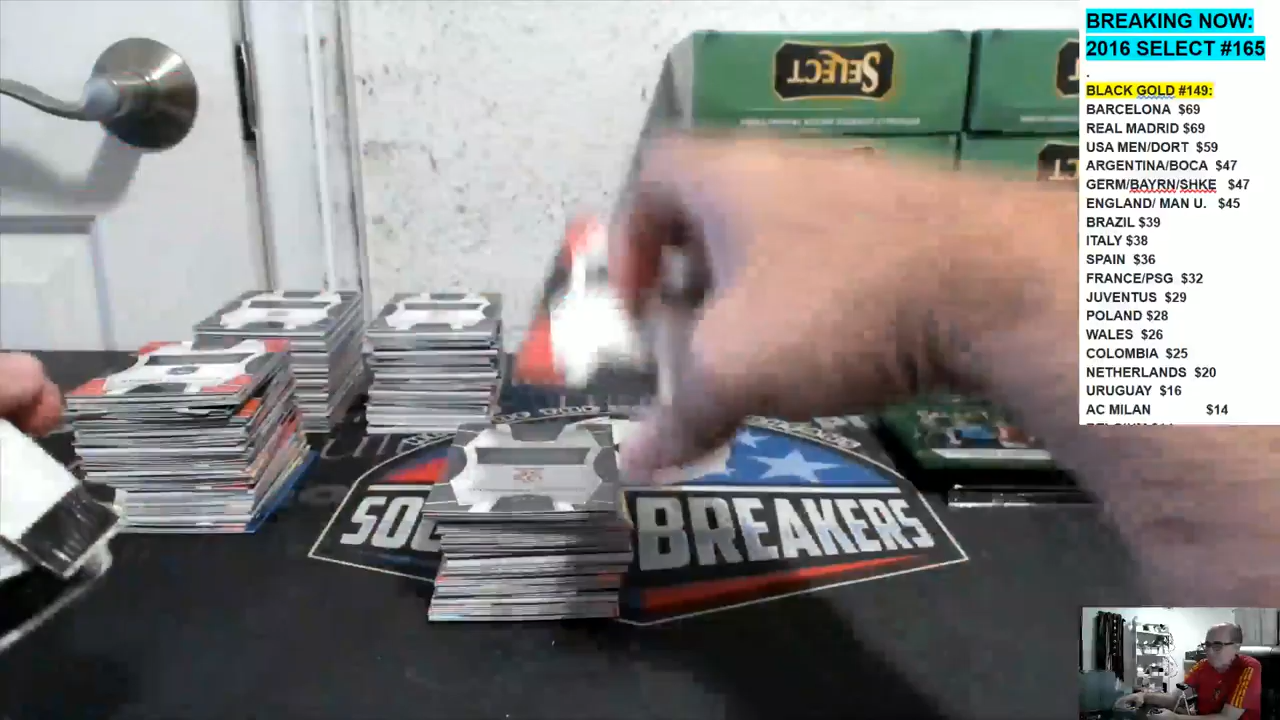 BREAKING NOW:
2016 SELECT #165
.
BLACK GOLD #149:
BARCELONA $69
REAL MADRID $69
USA MEN/DORT $59
ARGENTINA/BOCA $47
GERM/BAYRN/SHKE $47
ENGLAND/ MAN U. $45
BRAZIL $39
ITALY $38
SPAIN $36
FRANCE/PSG $32
JUVENTUS $29
POLAND $28
WALES $26
COLOMBIA $25
NETHERLANDS $20
URUGUAY $16
AC MILAN $14
SELECT
BREAKERS